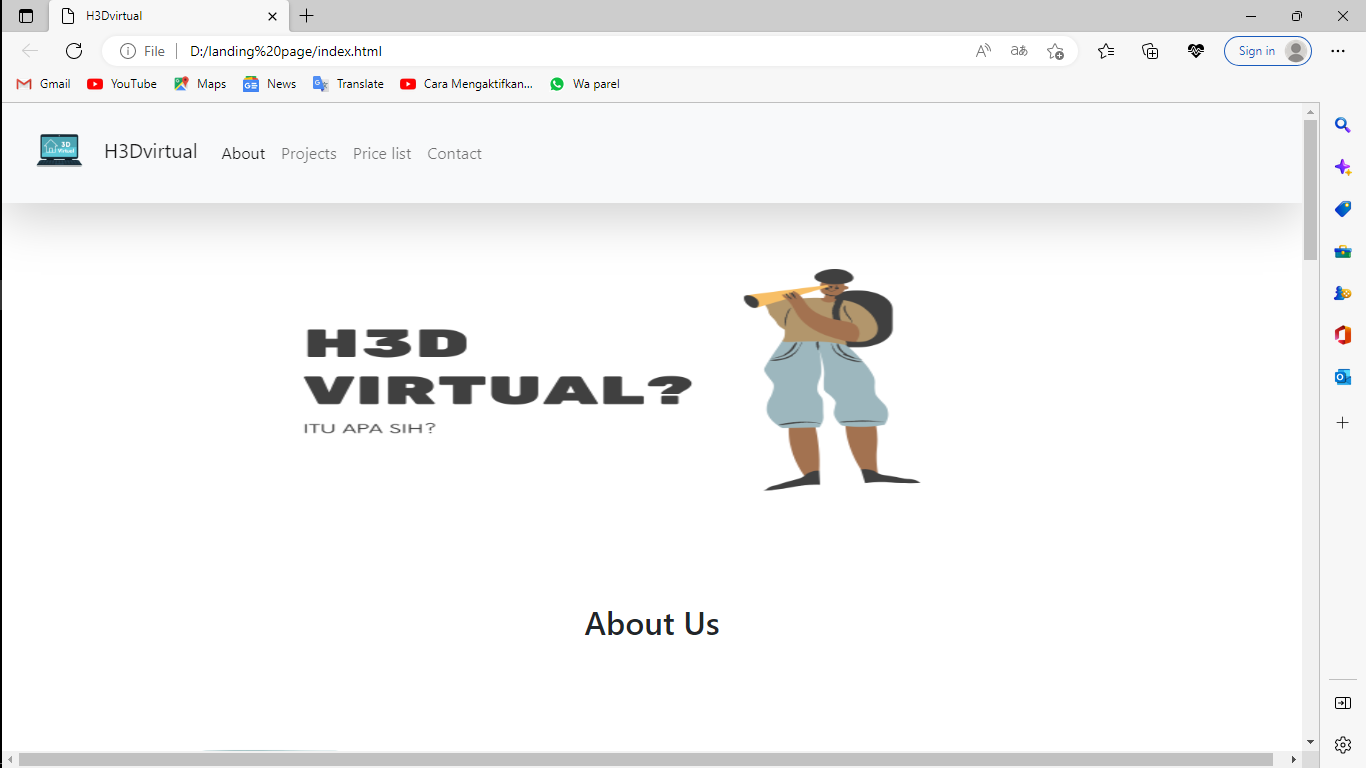 H3Dvirtual
File D:/landing%20page/index.html Sign in
Gmail YouTube Maps News Translate Cara Mengaktifkan... Wa parel
3D
Virtual
H3Dvirtual About Projects Price list Contact
H3D
VIRTUAL?
ITU APA SIH?
About Us